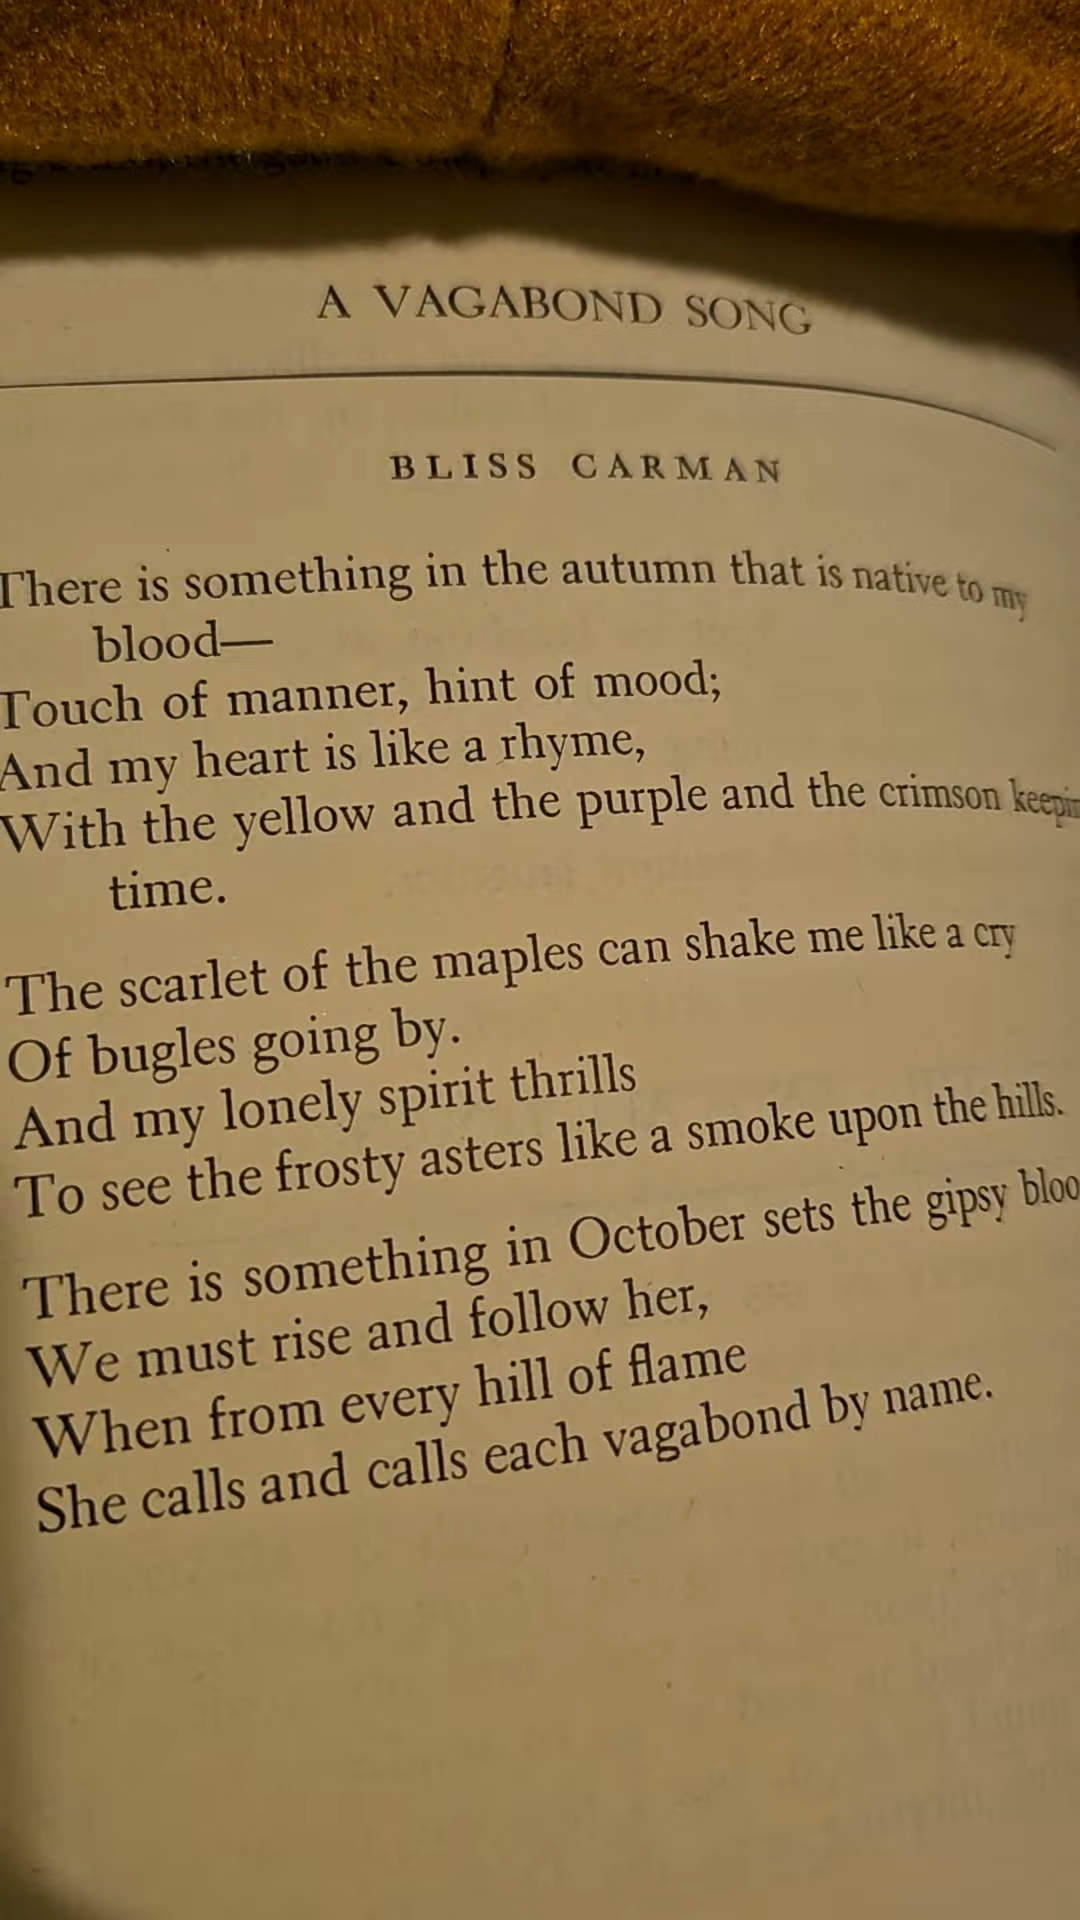 A VAGABOND SONG
BLISS CARMAN
There is something in the autumn that is native to my
blood—
Touch of manner, hint of mood;
And my heart is like a rhyme,
With the yellow and the purple and the crimson keepin
time.
The scarlet of the maples can shake me like a cry
Of bugles going by.
And my lonely spirit thrills
To see the frosty asters like a smoke upon the hills.
There is something in October sets the gipsy bloo
We must rise and follow her,
When from every hill of flame
She calls and calls each vagabond by name.